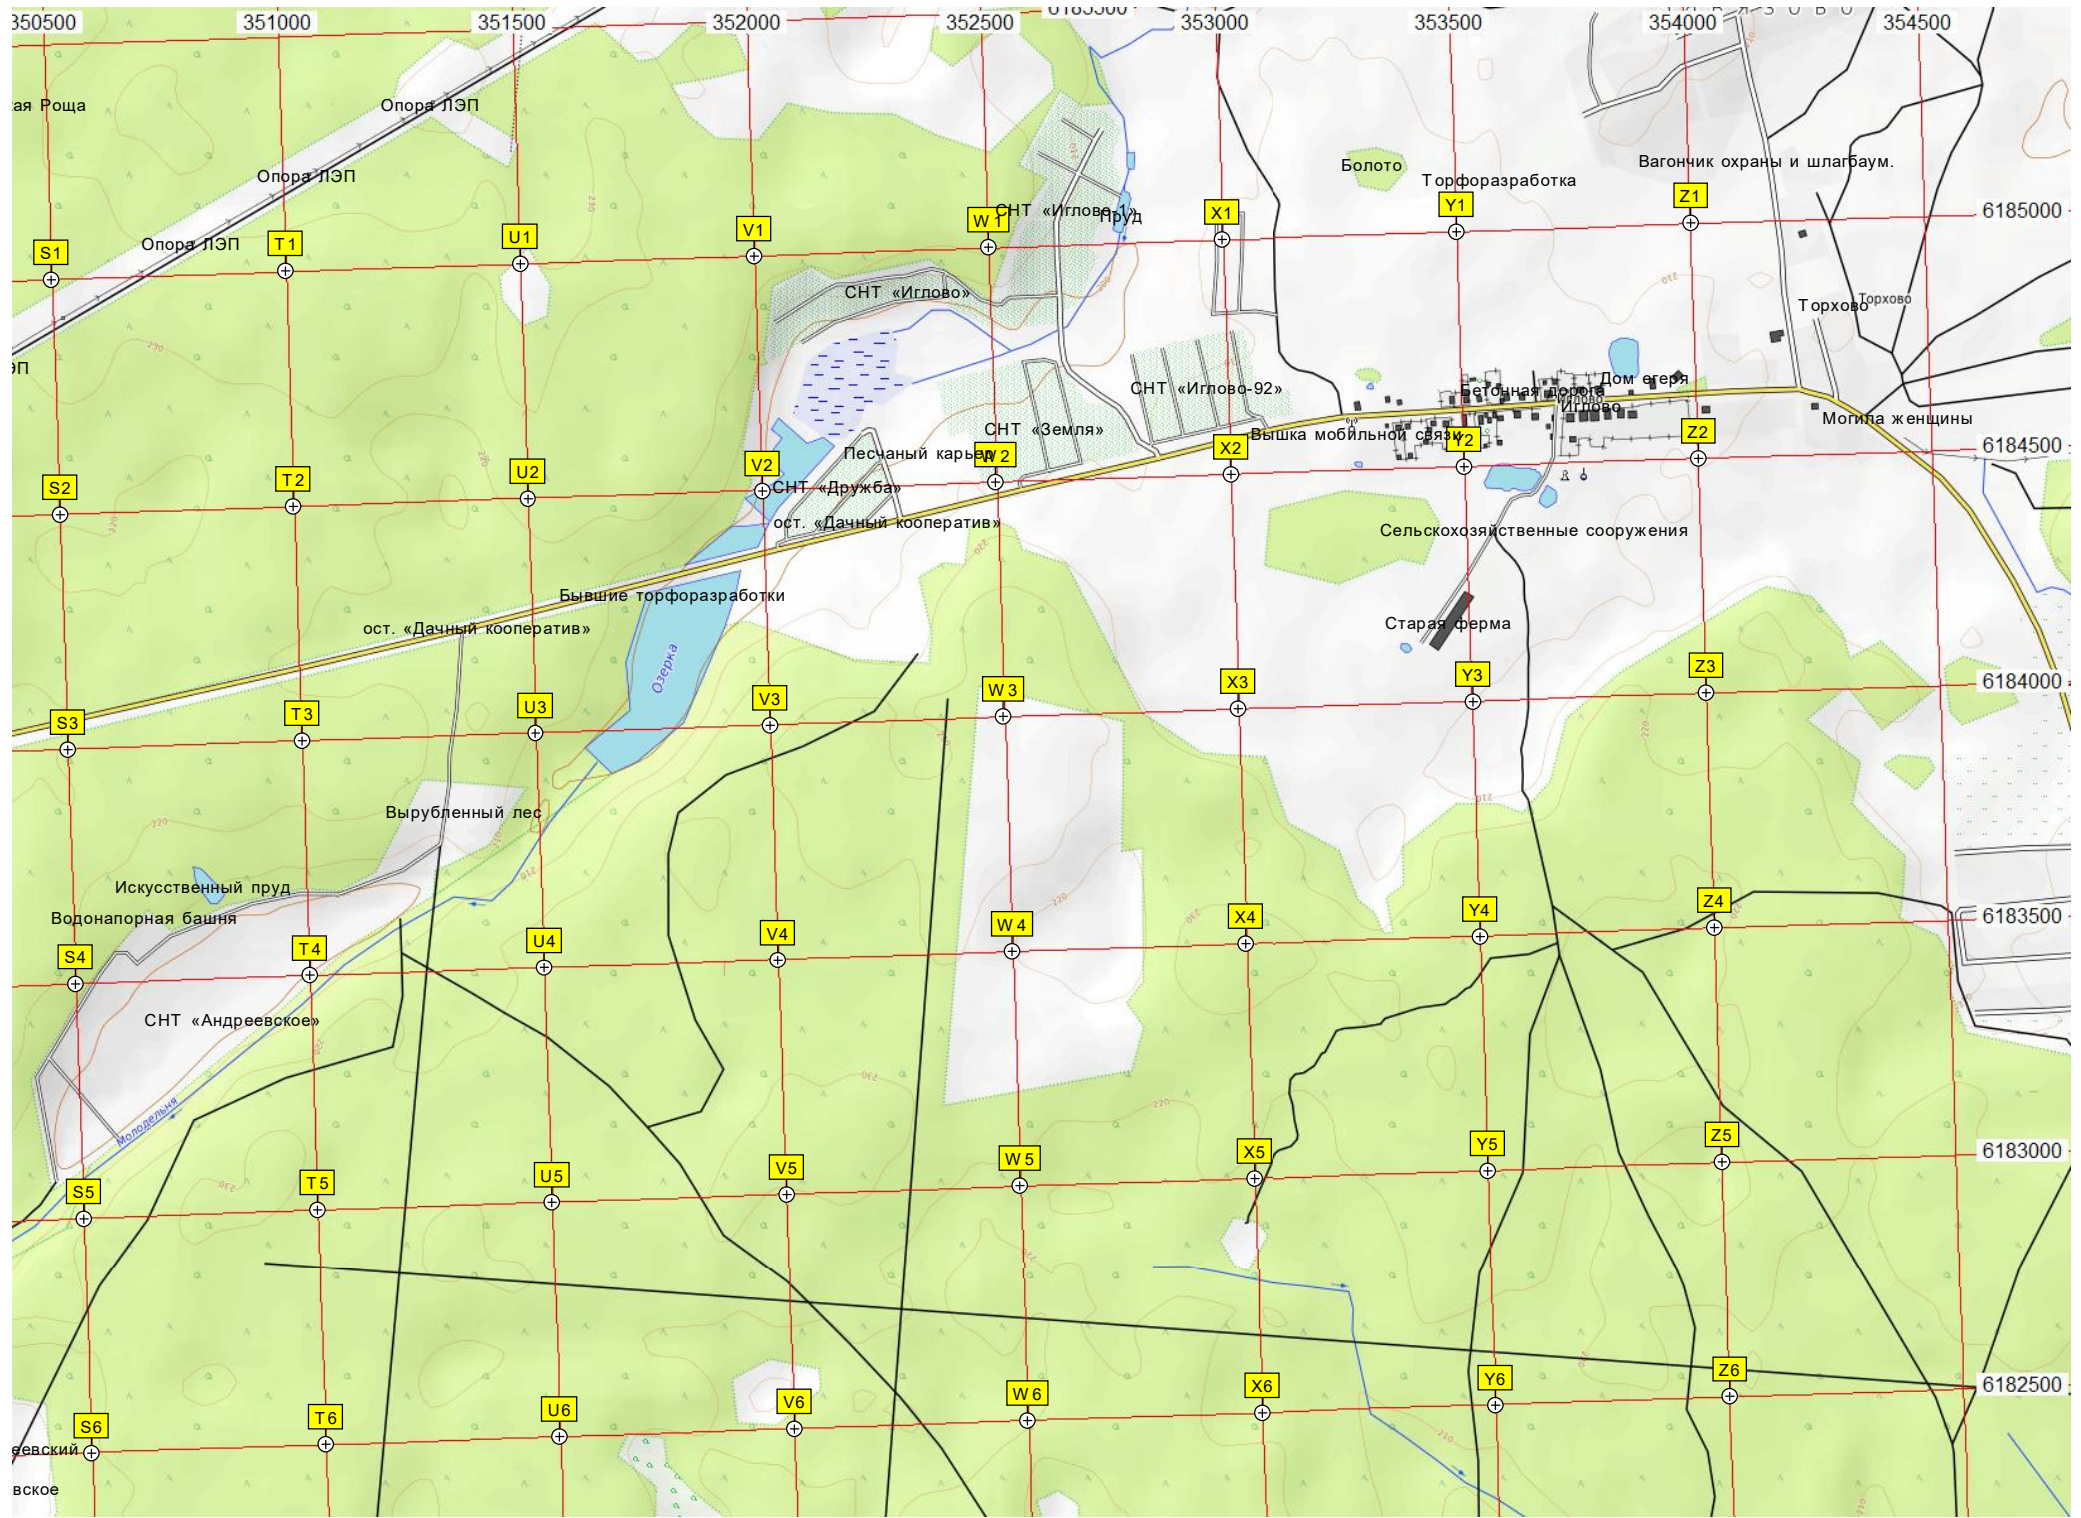 350500 351000 351500 352000 352500 6185500 353000 353500 354000 354500
ая Роща
Опора ЛЭП
Опора ЛЭП
Опора ЛЭП
ЭП
Болото
Торфоразработка
Вагончик охраны и шлагбаум.
S1 T1 U1 V1 W1 X1 Y1 Z1
6185000
СНТ «Иглово-1»
Пруд
СНТ «Иглово»
Торхово
Торхово
СНТ «Иглово-92»
Бетонная дорога
Дом егеря
Иглово
Иглово
Могила женщины
СНТ «Земля»
Вышка мобильной связи
Песчаный карьер
S2 T2 U2 V2 W2 X2 Y2 Z2
6184500
СНТ «Дружба»
ост. «Дачный кооператив»
Сельскохозяйственные сооружения
Бывшие торфоразработки
ост. «Дачный кооператив»
Старая ферма
Озерка
S3 T3 U3 V3 W3 X3 Y3 Z3
6184000
Вырубленный лес
Искусственный пруд
Водонапорная башня
S4 T4 U4 V4 W4 X4 Y4 Z4
6183500
СНТ «Андреевское»
Молодельня
S5 T5 U5 V5 W5 X5 Y5 Z5
6183000
S6 T6 U6 V6 W6 X6 Y6 Z6
6182500
еевский
вское